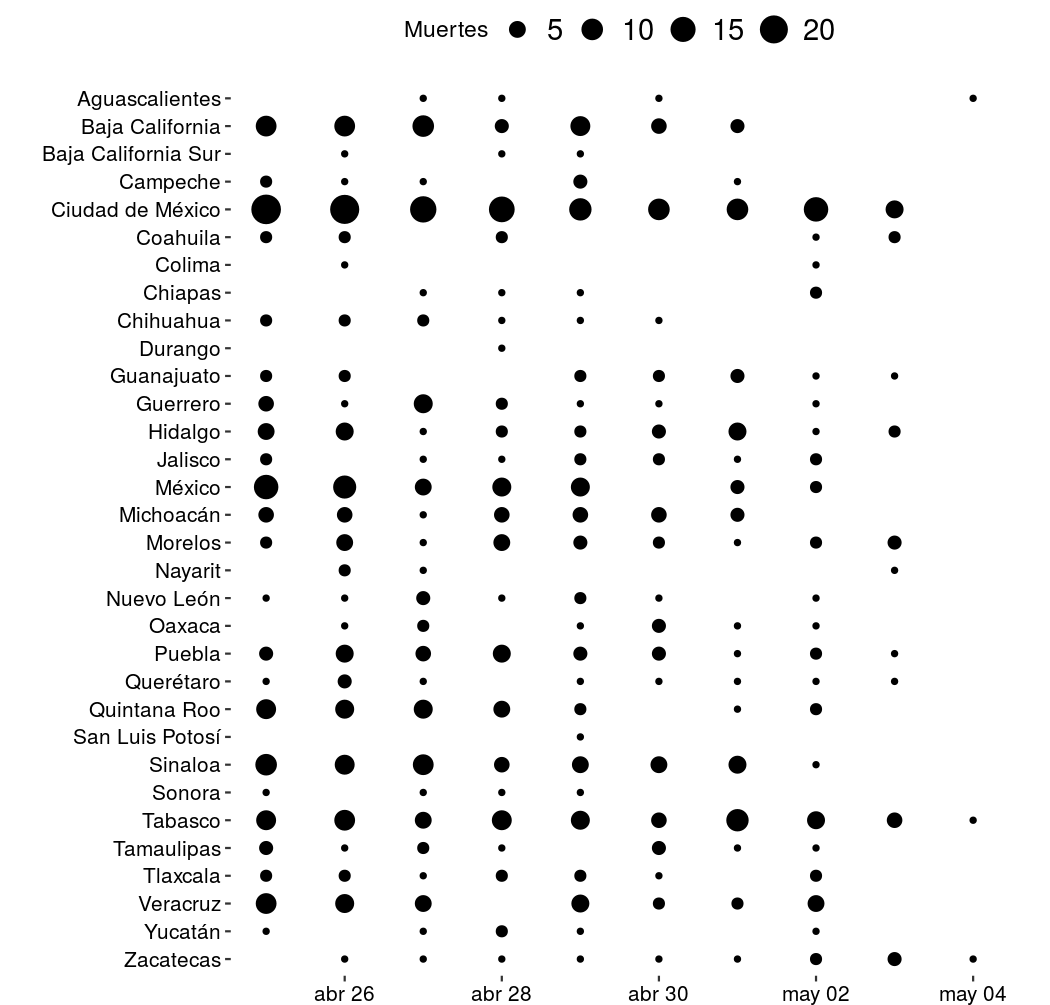 Muertes 5 10 15 20
Aguascalientes
Baja California
Baja California Sur
Campeche
Ciudad de México
Coahuila
Colima
Chiapas
Chihuahua
Durango
Guanajuato
Guerrero
Hidalgo
Jalisco
México
Michoacán
Morelos
Nayarit
Nuevo León
Oaxaca
Puebla
Querétaro
Quintana Roo
San Luis Potosí
Sinaloa
Sonora
Tabasco
Tamaulipas
Tlaxcala
Veracruz
Yucatán
Zacatecas
abr 26 abr 28 abr 30 may 02 may 04